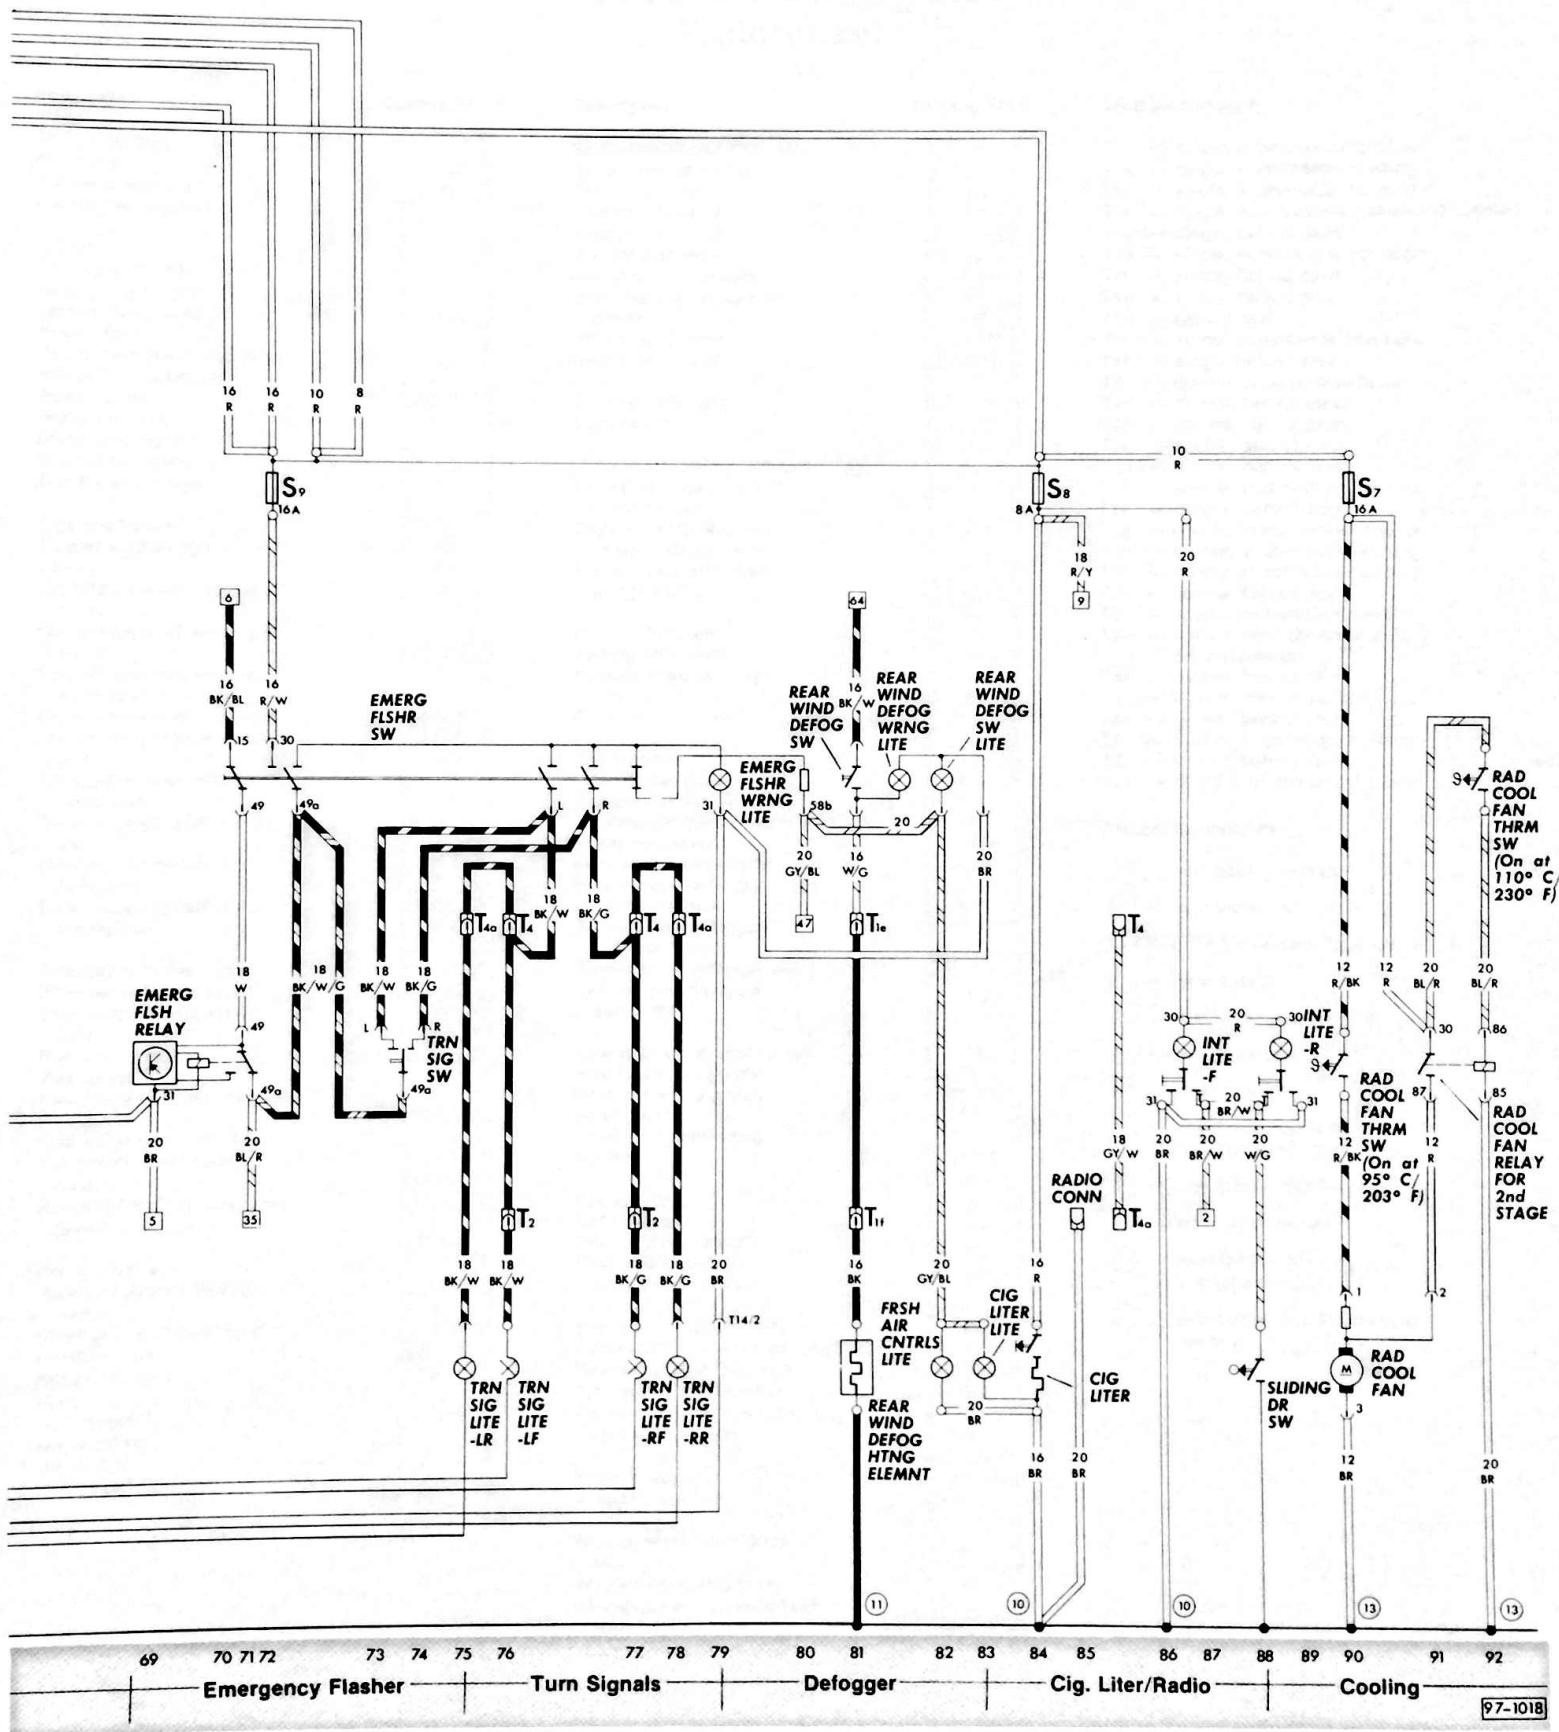 16 R
16 R
10 R
8 R
10 R
S9
16A
S8
8A
S7
16A
18 R/Y
20 R
6
64
9
16 BK/BL
16 R/W
EMERG
FLSHR
SW
REAR
WIND
DEFOG
SW
16 BK/W
REAR
WIND
DEFOG
WRNG
LITE
REAR
WIND
DEFOG
SW
LITE
15
30
EMERG
FLSHR
WRNG
LITE
RAD
COOL
FAN
THRM
SW
(On at
110° C/
230° F)
49
49a
L
R
31
58b
20
20 GY/BL
16 W/G
20 BR
18 BK/W
18 BK/G
T4a
T4
T4
T4a
47
T1e
T4
18 W
18 BK/W/G
18 BK/W
18 BK/G
12 R/BK
12 R
20 BL/R
20 BL/R
EMERG
FLSH
RELAY
49
L
R
TRN
SIG
SW
30
20 R
30
INT
LITE
-R
INT
LITE
-F
30
86
31
49a
49a
31
20 BR/W
31
87
85
RAD
COOL
FAN
THRM
SW
(On at
95° C/
203° F)
RAD
COOL
FAN
RELAY
FOR
2nd
STAGE
20 BR
20 BL/R
18 GY/W
20 BR
20 BR/W
20 W/G
12 R/BK
12 R
RADIO
CONN
5
35
T2
T2
T1f
T4a
2
18 BK/W
18 BK/W
18 BK/G
18 BK/G
20 BR
16 BK
20 GY/BL
16 R
1
2
T14/2
FRSH
AIR
CNTRLS
LITE
CIG
LITER
LITE
TRN
SIG
LITE
-LR
TRN
SIG
LITE
-LF
TRN
SIG
LITE
-RF
TRN
SIG
LITE
-RR
REAR
WIND
DEFOG
HTNG
ELEMNT
20 BR
CIG
LITER
SLIDING
DR
SW
M
RAD
COOL
FAN
3
16 BR
20 BR
12 BR
20 BR
11
10
10
13
13
69 70 71 72 73 74 75 76 77 78 79 80 81 82 83 84 85 86 87 88 89 90 91 92
Emergency Flasher Turn Signals Defogger Cig. Liter/Radio Cooling
97-1018